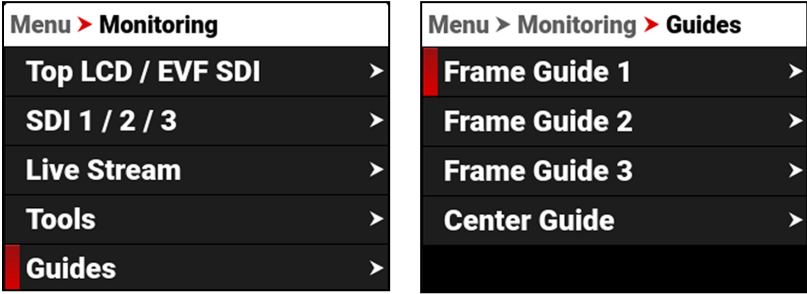 Menu ➤ Monitoring
Top LCD / EVF SDI
SDI 1 / 2 / 3
Live Stream
Tools
Guides
Menu ➤ Monitoring ➤ Guides
Frame Guide 1
Frame Guide 2
Frame Guide 3
Center Guide